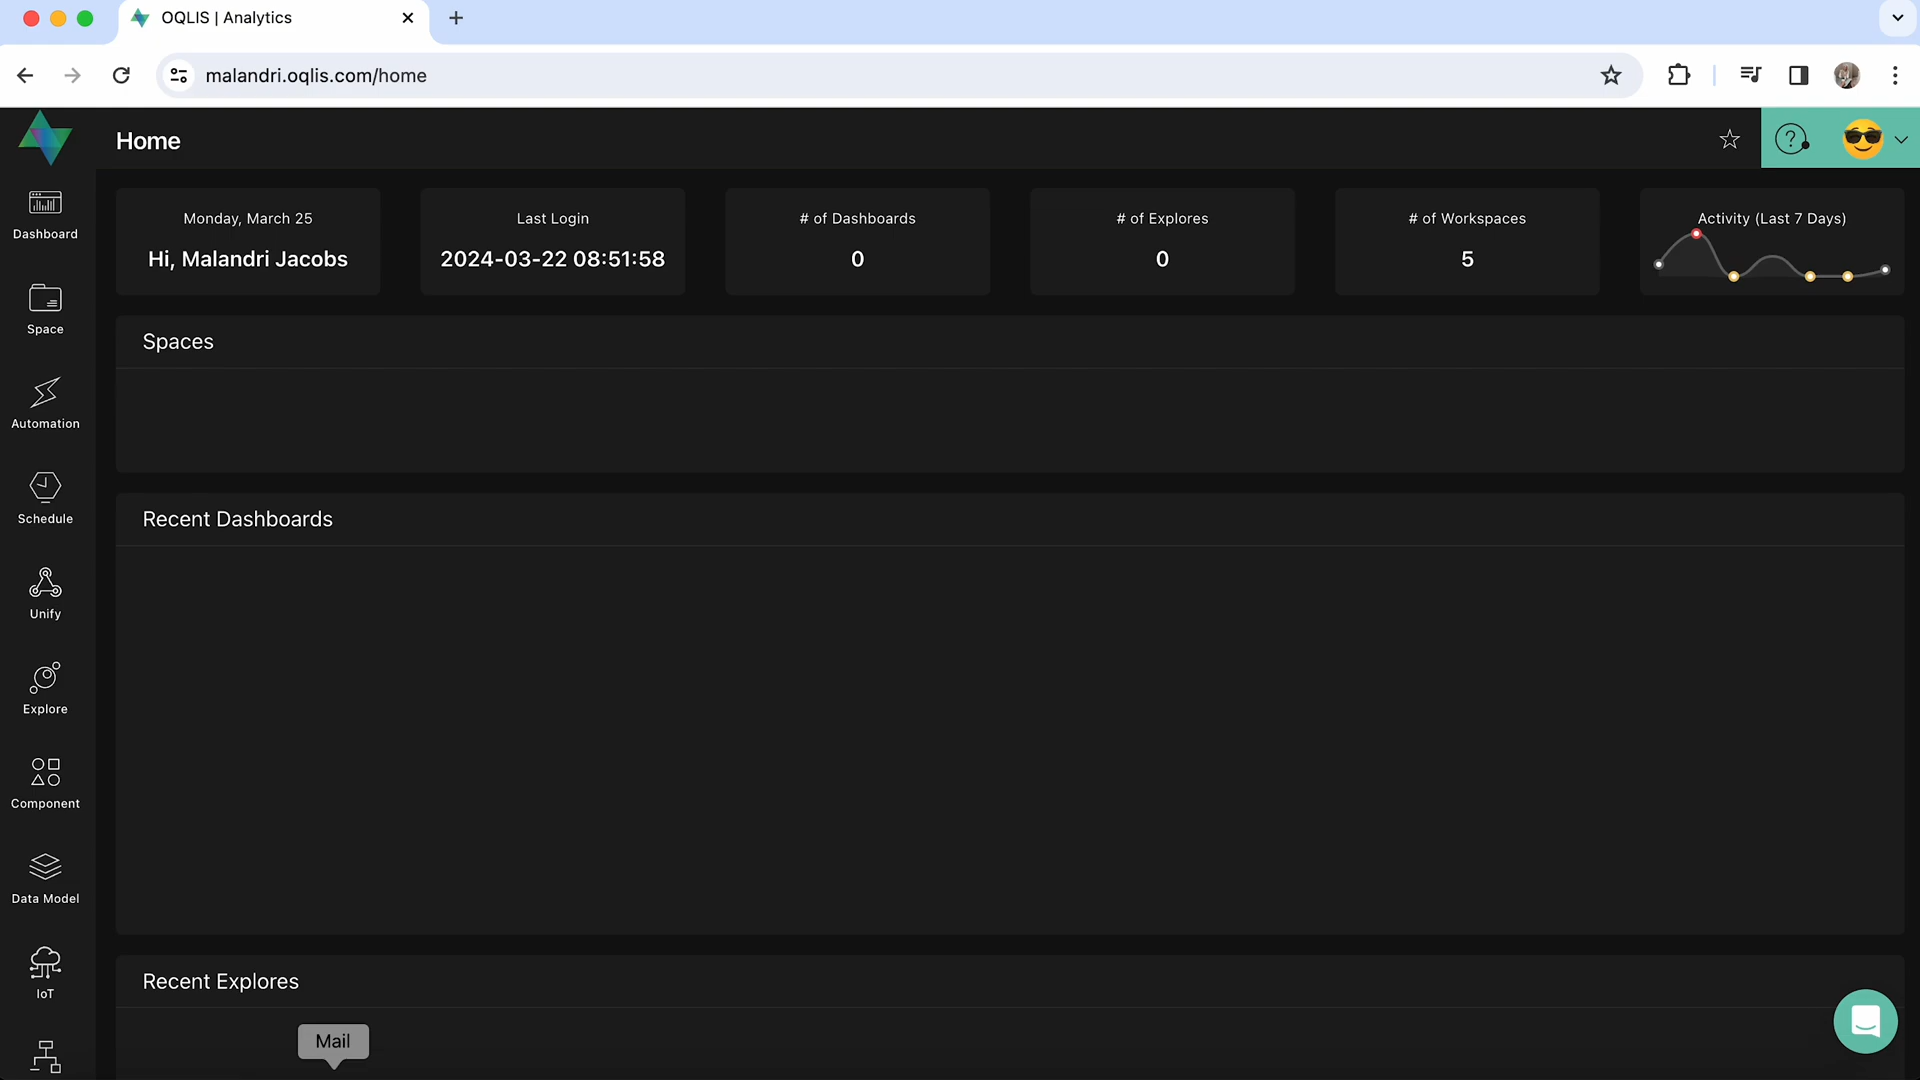 OQLIS | Analytics
malandri.oqlis.com/home
Home
Dashboard
Space
Automation
Schedule
Unify
Explore
Component
Data Model
IoT
Monday, March 25
Hi, Malandri Jacobs
Last Login
2024-03-22 08:51:58
# of Dashboards
0
# of Explores
0
# of Workspaces
5
Activity (Last 7 Days)
Spaces
Recent Dashboards
Recent Explores
Mail